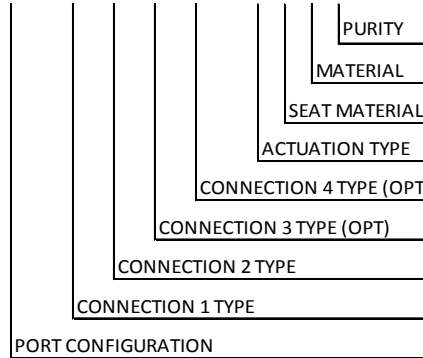 PURITY
MATERIAL
SEAT MATERIAL
ACTUATION TYPE
CONNECTION 4 TYPE (OPT
CONNECTION 3 TYPE (OPT)
CONNECTION 2 TYPE
CONNECTION 1 TYPE
PORT CONFIGURATION